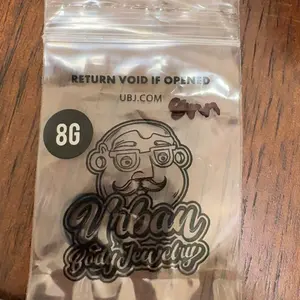 RETURN VOID IF OPENED
UBJ.COM
8G
Urban
Body Jewelry